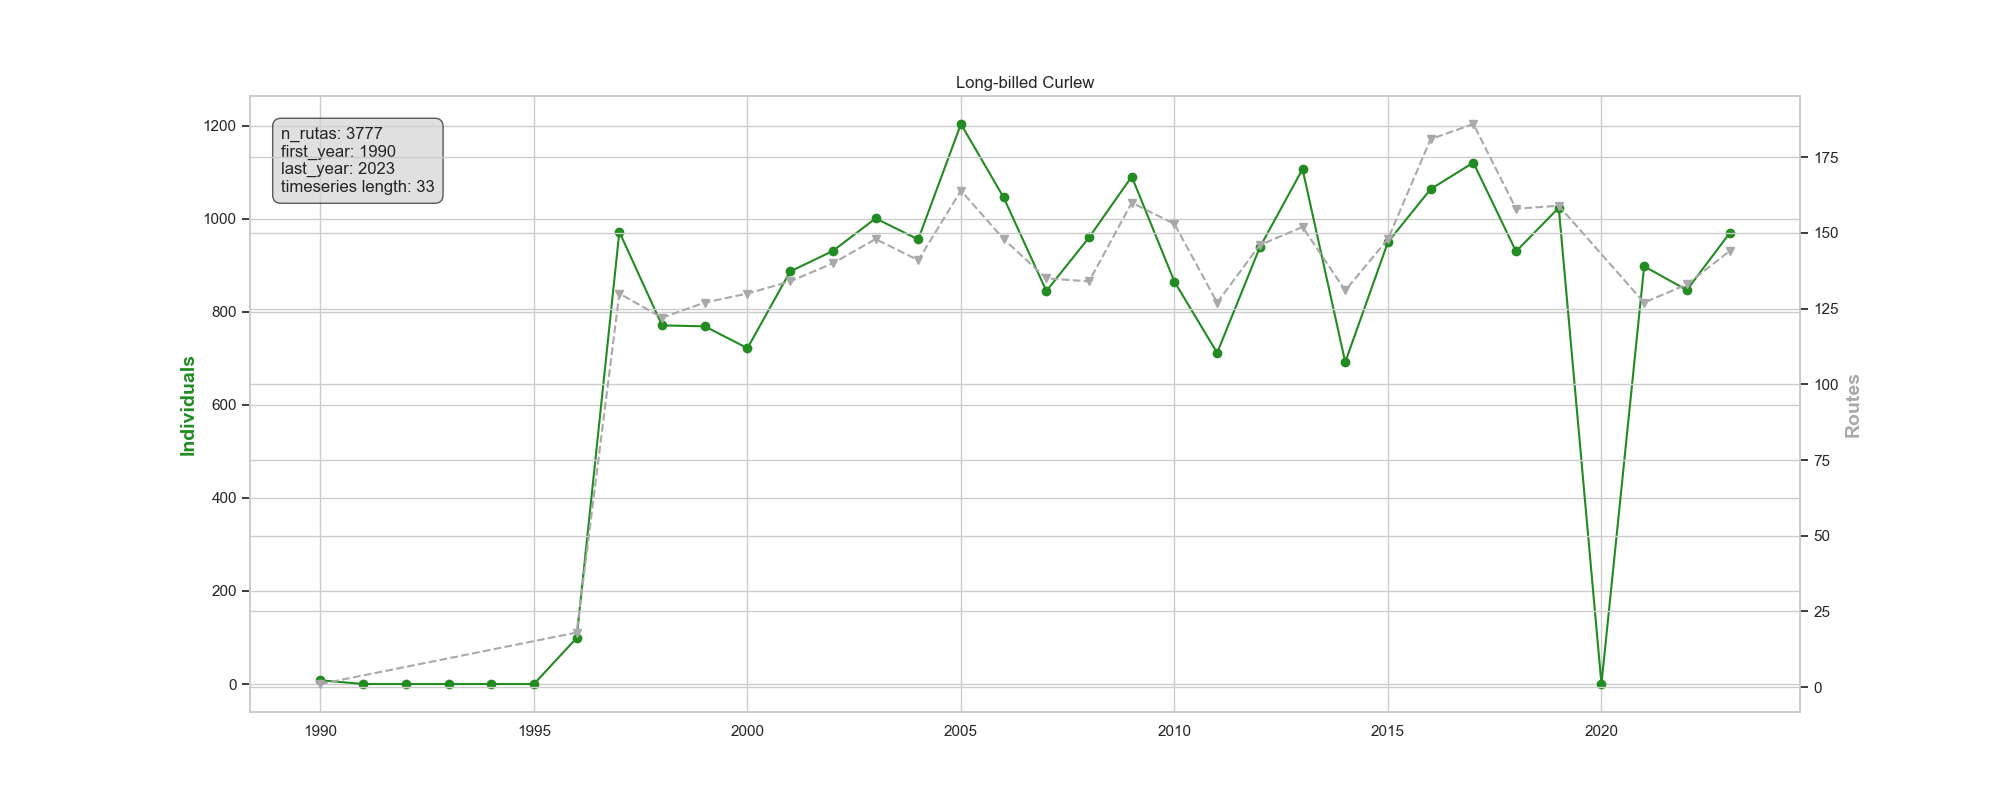 Long-billed Curlew
n_rutas: 3777
first_year: 1990
last_year: 2023
timeseries length: 33
1200
1000
800
600
400
200
0
Individuals
175
150
125
100
75
50
25
0
Routes
1990 1995 2000 2005 2010 2015 2020